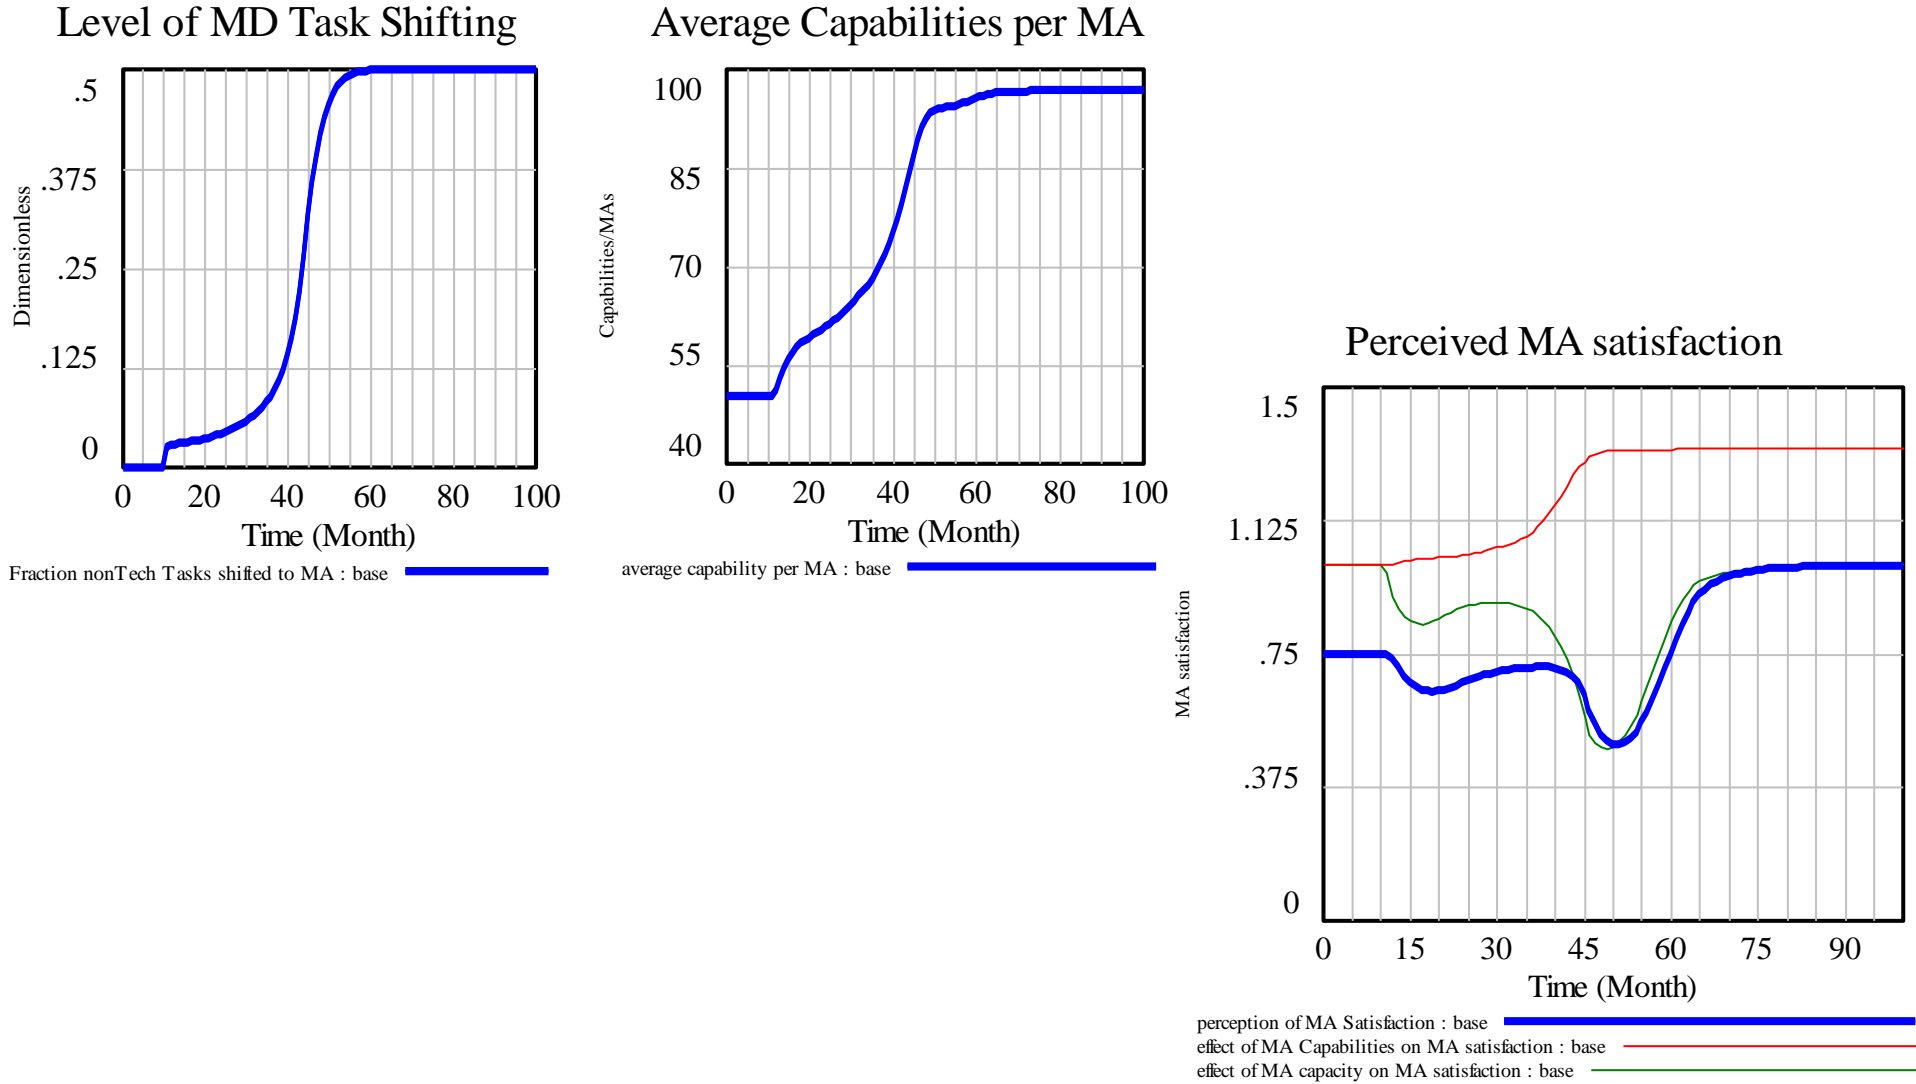 Level of MD Task Shifting
.5
.375
.25
.125
0
Dimensionless
0 20 40 60 80 100
Time (Month)
Fraction nonTech Tasks shifted to MA : base
Average Capabilities per MA
100
85
70
55
40
Capabilities/MAs
0 20 40 60 80 100
Time (Month)
average capability per MA : base
Perceived MA satisfaction
1.5
1.125
.75
.375
0
MA satisfaction
0 15 30 45 60 75 90
Time (Month)
perception of MA Satisfaction : base
effect of MA Capabilities on MA satisfaction : base
effect of MA capacity on MA satisfaction : base